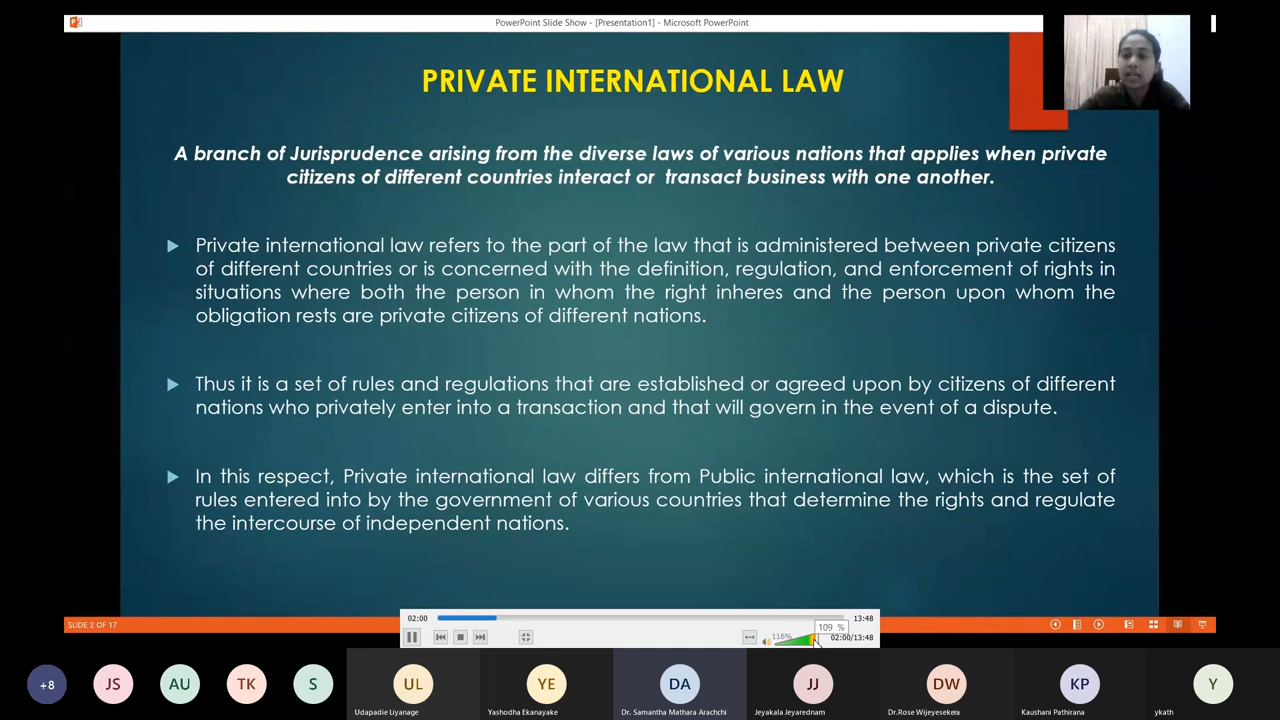 PowerPoint Slide Show - [Presentation1] - Microsoft PowerPoint
PRIVATE INTERNATIONAL LAW
A branch of Jurisprudence arising from the diverse laws of various nations that applies when private
citizens of different countries interact or transact business with one another.
Private international law refers to the part of the law that is administered between private citizens
of different countries or is concerned with the definition, regulation, and enforcement of rights in
situations where both the person in whom the right inheres and the person upon whom the
obligation rests are private citizens of different nations.
Thus it is a set of rules and regulations that are established or agreed upon by citizens of different
nations who privately enter into a transaction and that will govern in the event of a dispute.
In this respect, Private international law differs from Public international law, which is the set of
rules entered into by the government of various countries that determine the rights and regulate
the intercourse of independent nations.
SLIDE 2 OF 17
02:00
13:48
109 %
116%
02:00/13:48
+8
JS
AU
TK
S
UL
YE
DA
JJ
DW
KP
Y
Udapadie Liyanage
Yashodha Ekanayake
Dr. Samantha Mathara Arachchi
Jeyakala Jeyarednam
Dr.Rose Wijeyesekera
Kaushani Pathirana
ykath